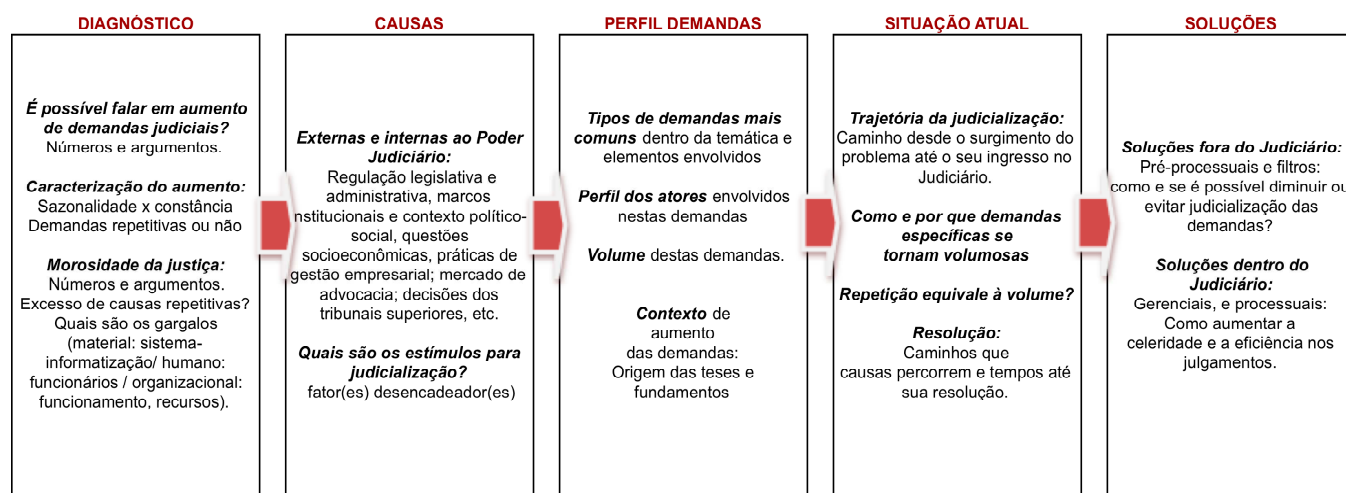 DIAGNÓSTICO
É possível falar em aumento
de demandas judiciais?
Números e argumentos.
Caracterização do aumento:
Sazonalidade x constância
Demandas repetitivas ou não
Morosidade da justiça:
Números e argumentos.
Excesso de causas repetitivas?
Quais são os gargalos
(material: sistema-
informatização/ humano:
funcionários / organizacional:
funcionamento, recursos).
CAUSAS
Externas e internas ao Poder
Judiciário:
Regulação legislativa e
administrativa, marcos
nstitucionais e contexto político-
social, questões
socioeconômicas, práticas de
gestão empresarial; mercado de
advocacia; decisões dos
tribunais superiores, etc.
Quais são os estímulos para
judicialização?
fator(es) desencadeador(es)
PERFIL DEMANDAS
Tipos de demandas mais
comuns dentro da temática e
elementos envolvidos
Perfil dos atores envolvidos
nestas demandas
Volume destas demandas.
Contexto de
aumento
das demandas:
Origem das teses e
fundamentos
SITUAÇÃO ATUAL
Trajetória da judicialização:
Caminho desde o surgimento do
problema até o seu ingresso no
Judiciário.
Como e por que demandas
específicas se
tornam volumosas
Repetição equivale à volume?
Resolução:
Caminhos que
causas percorrem e tempos até
sua resolução.
SOLUÇÕES
Soluções fora do Judiciário:
Pré-processuais e filtros:
como e se é possível diminuir ou
evitar judicialização das
demandas?
Soluções dentro do
Judiciário:
Gerenciais, e processuais:
Como aumentar a
celeridade e a eficiência nos
julgamentos.